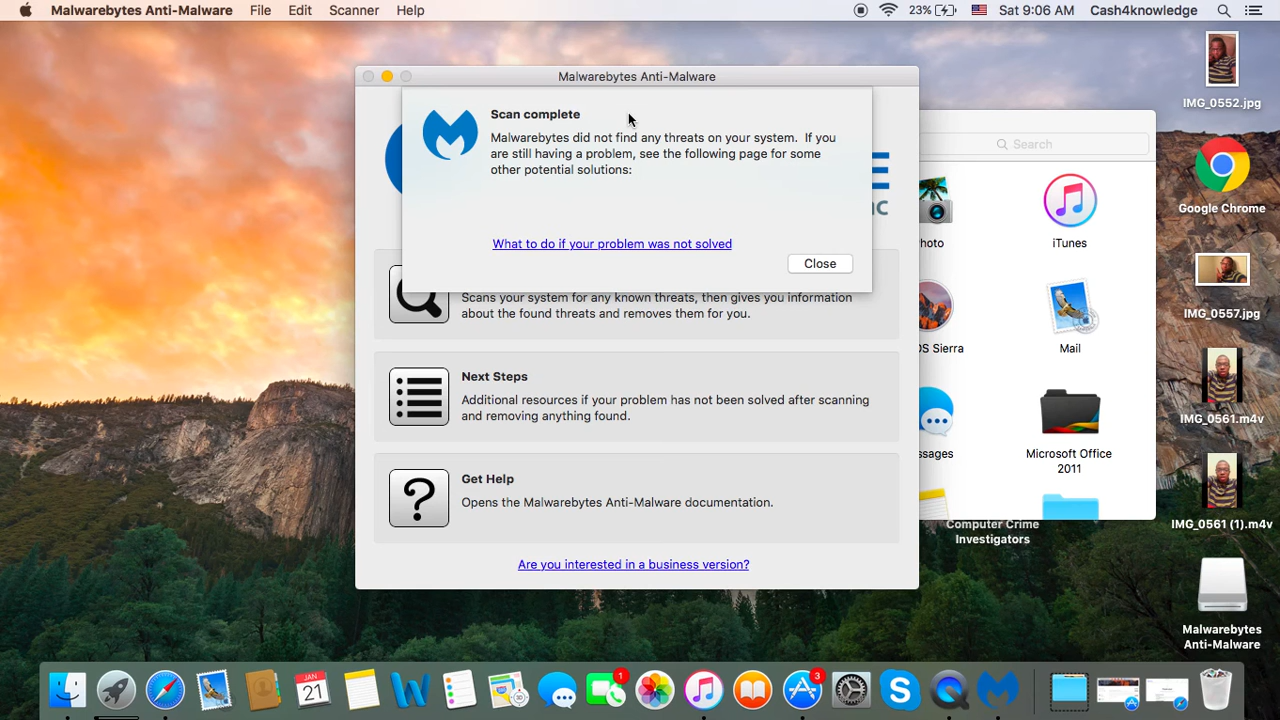 Malwarebytes Anti-Malware File Edit Scanner Help 23% Sat 9:06 AM Cash4knowledge
Malwarebytes Anti-Malware
Scan complete
Malwarebytes did not find any threats on your system. If you
are still having a problem, see the following page for some
other potential solutions:
What to do if your problem was not solved
Close
Scans your system for any known threats, then gives you information
about the found threats and removes them for you.
Next Steps
Additional resources if your problem has not been solved after scanning
and removing anything found.
Get Help
Opens the Malwarebytes Anti-Malware documentation.
Are you interested in a business version?
Search
hoto
iTunes
OS Sierra
Mail
ssages
Microsoft Office
2011
Computer Crime
Investigators
IMG_0552.jpg
Google Chrome
IMG_0557.jpg
IMG_0561.m4v
IMG_0561 (1).m4v
Malwarebytes
Anti-Malware
JAN
21
1
3